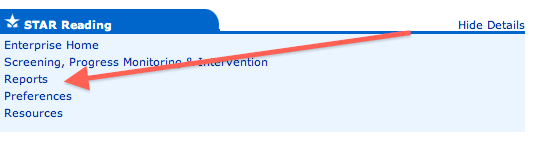 STAR Reading Hide Details
Enterprise Home
Screening, Progress Monitoring & Intervention
Reports
Preferences
Resources